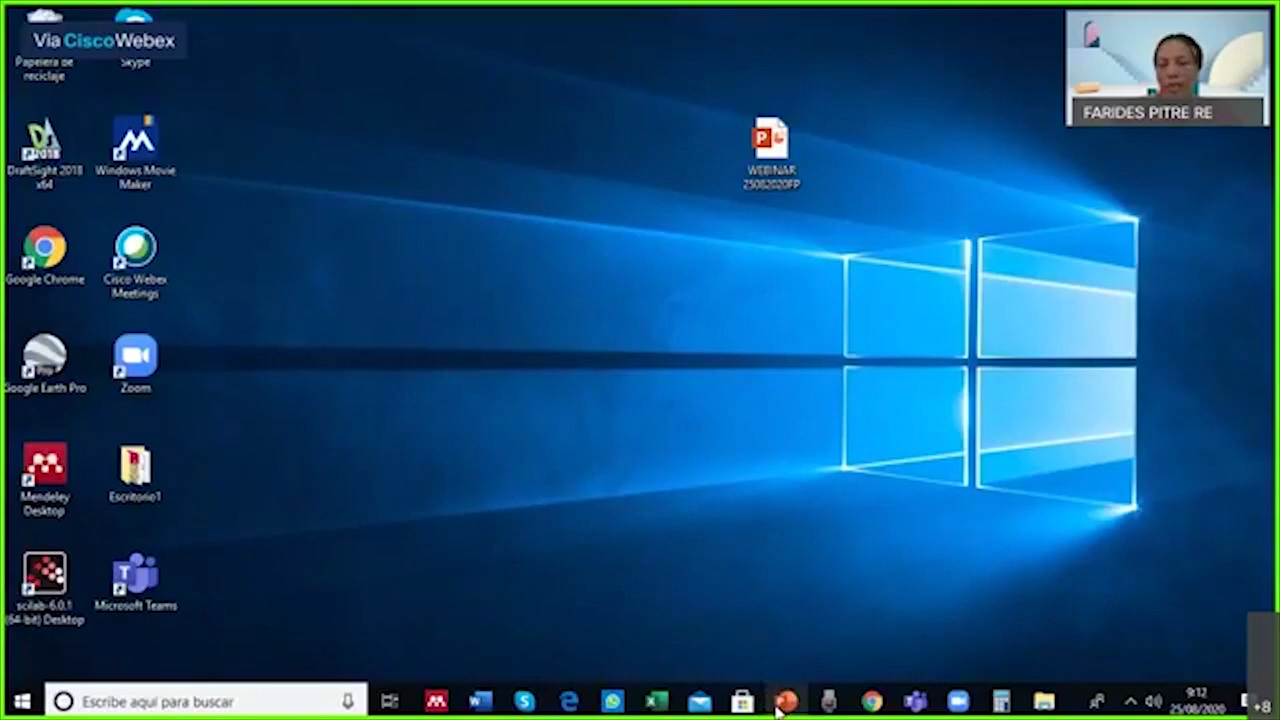 Via CiscoWebex
Papelera de
reciclaje
Skype
FARIDES PITRE RE
DraftSight 2018
x64
Windows Movie
Maker
WEBINAR
25082020FP
Google Chrome
Cisco Webex
Meetings
Google Earth Pro
Zoom
Mendeley
Desktop
Escritorio1
scilab-6.0.1
(64-bit) Desktop
Microsoft Teams
Escribe aquí para buscar
9:12
25/08/2020
+8